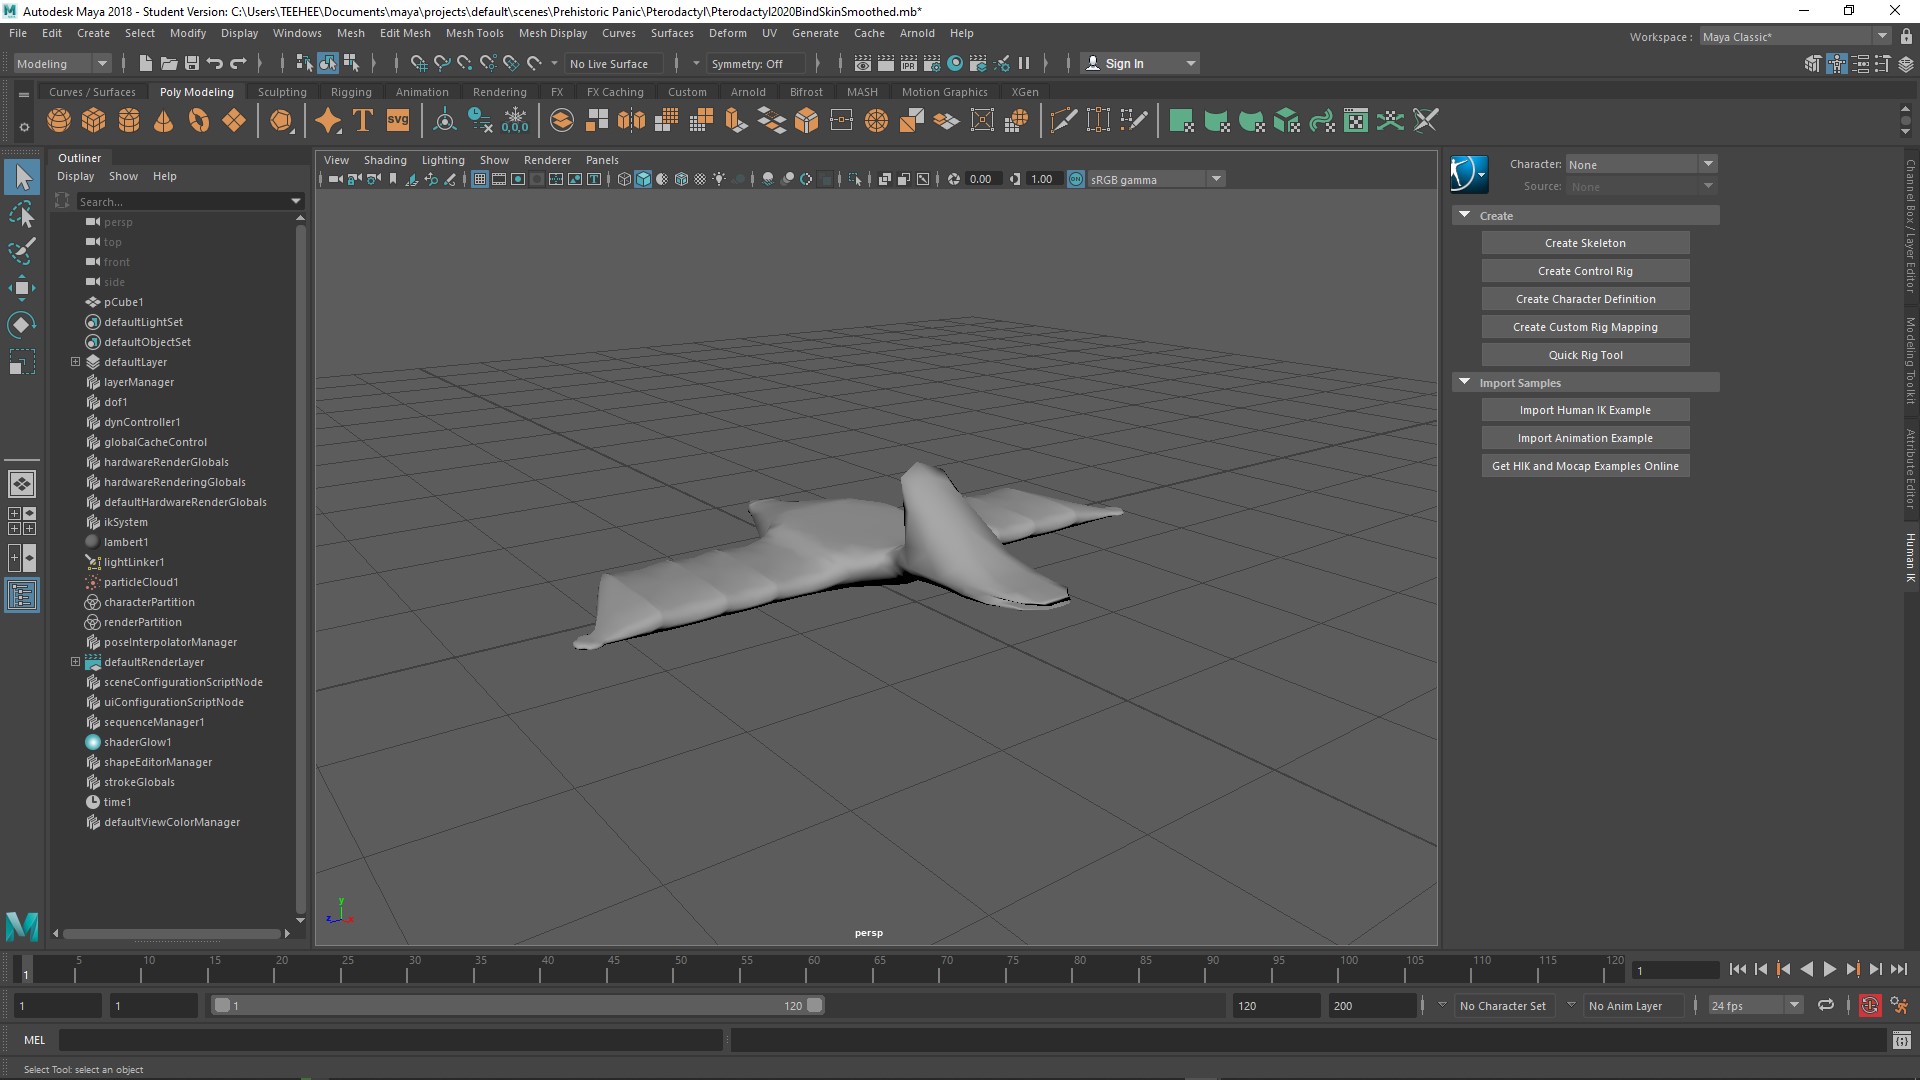 Autodesk Maya 2018 - Student Version: C:\Users\TEEHEE\Documents\maya\projects\default\scenes\Prehistoric Panic\Pterodactyl\Pterodactyl2020BindSkinSmoothed.mb*
File Edit Create Select Modify Display Windows Mesh Edit Mesh Mesh Tools Mesh Display Curves Surfaces Deform UV Generate Cache Arnold Help
Workspace : Maya Classic*
Modeling No Live Surface Symmetry: Off IPR Sign In
Curves / Surfaces Poly Modeling Sculpting Rigging Animation Rendering FX FX Caching Custom Arnold Bifrost MASH Motion Graphics XGen
T SVG 0,0,0
Outliner
Display Show Help
Search...
persp
top
front
side
pCube1
defaultLightSet
defaultObjectSet
defaultLayer
layerManager
dof1
dynController1
globalCacheControl
hardwareRenderGlobals
hardwareRenderingGlobals
defaultHardwareRenderGlobals
ikSystem
lambert1
lightLinker1
particleCloud1
characterPartition
renderPartition
poseInterpolatorManager
defaultRenderLayer
sceneConfigurationScriptNode
uiConfigurationScriptNode
sequenceManager1
shaderGlow1
shapeEditorManager
strokeGlobals
time1
defaultViewColorManager
View Shading Lighting Show Renderer Panels
0.00 1.00 ON sRGB gamma
y
z x
persp
Character: None
Source: None
Create
Create Skeleton
Create Control Rig
Create Character Definition
Create Custom Rig Mapping
Quick Rig Tool
Import Samples
Import Human IK Example
Import Animation Example
Get HIK and Mocap Examples Online
Channel Box / Layer Editor
Modeling Toolkit
Attribute Editor
Human IK
5 10 15 20 25 30 35 40 45 50 55 60 65 70 75 80 85 90 95 100 105 110 115 120
1 1
1 1 1 120 120 200 No Character Set No Anim Layer 24 fps
MEL
Select Tool: select an object